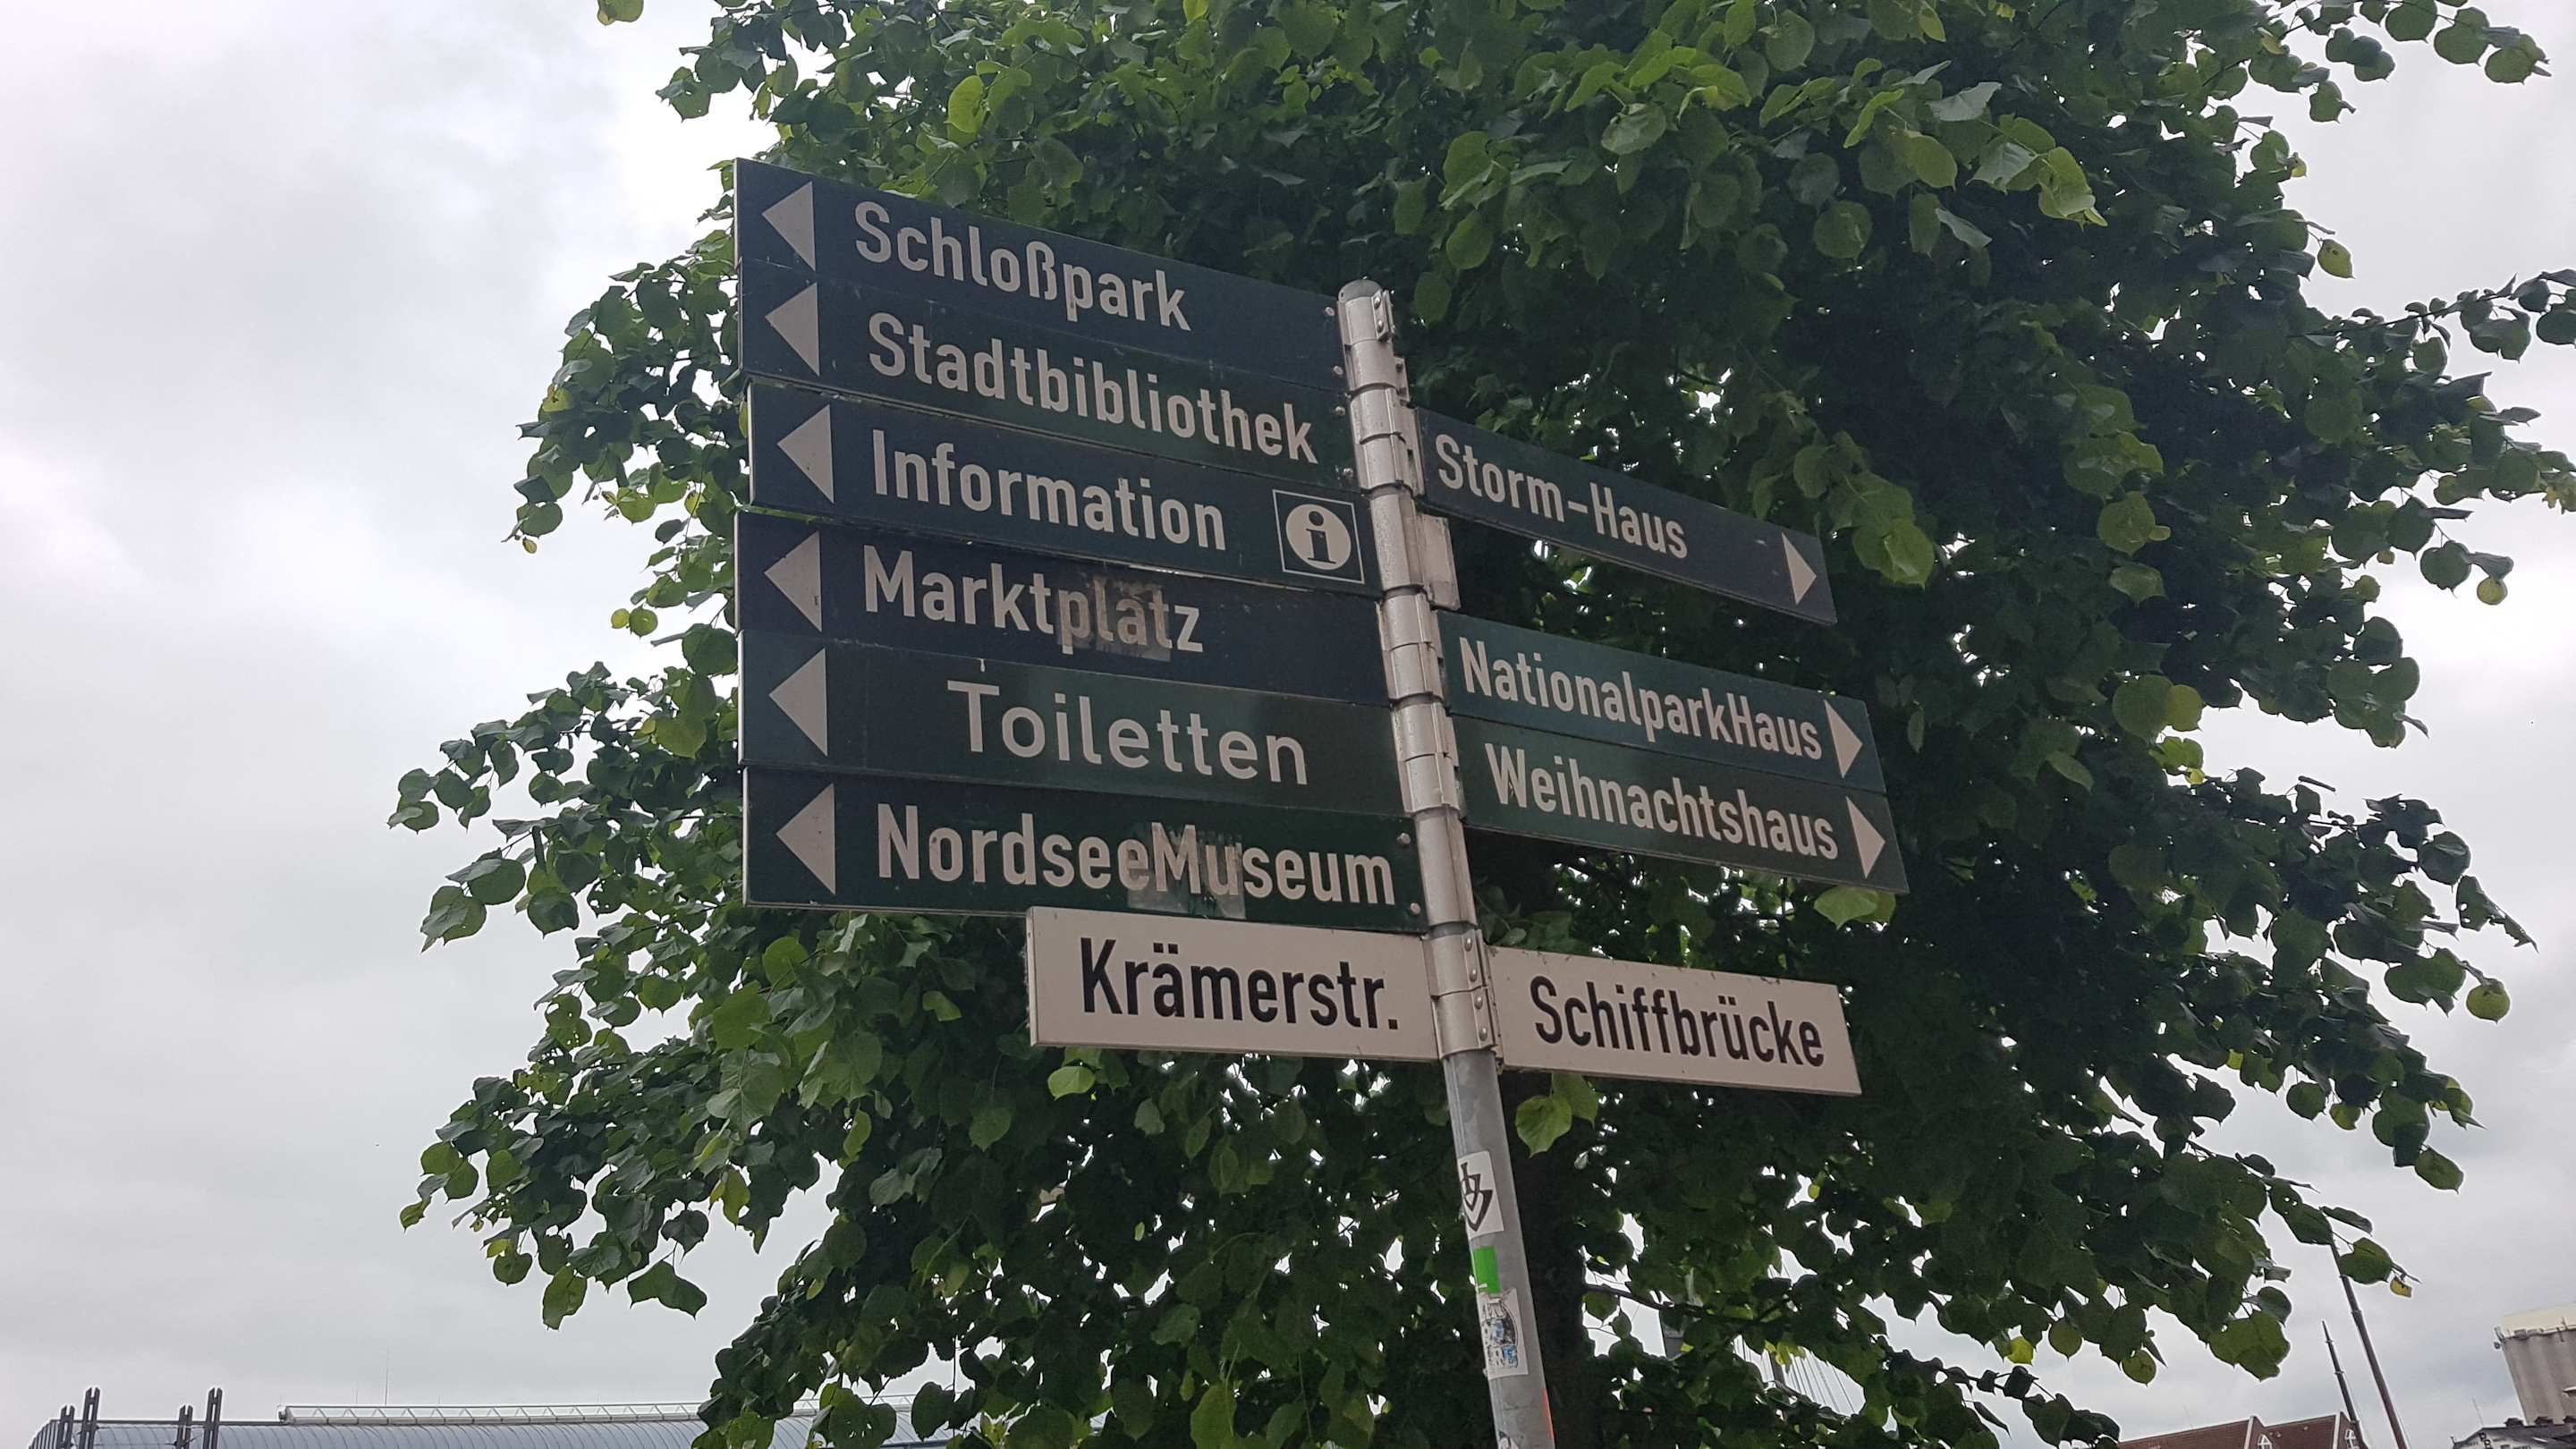 Schloßpark
Stadtbibliothek
Information i
Marktplatz
Toiletten
NordseeMuseum
Krämerstr.
Storm-Haus
NationalparkHaus
Weihnachtshaus
Schiffbrücke